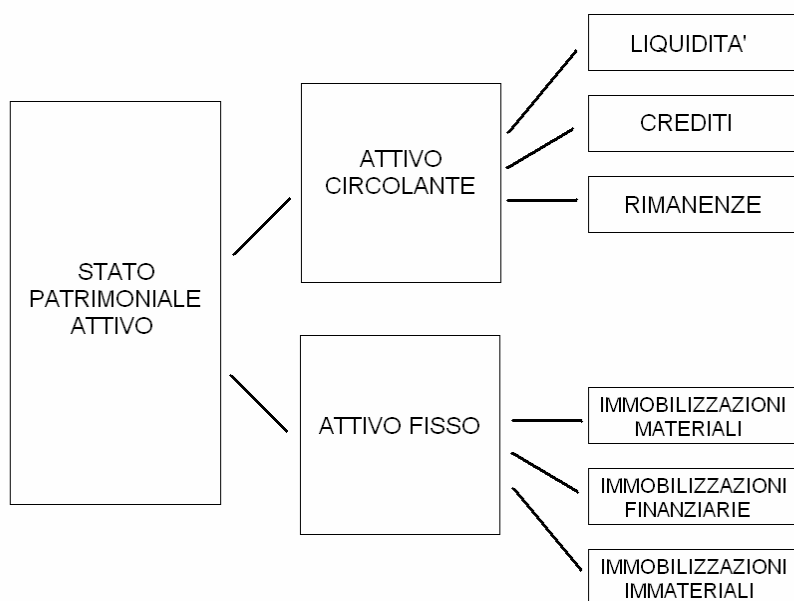 STATO
PATRIMONIALE
ATTIVO
ATTIVO
CIRCOLANTE
LIQUIDITA'
CREDITI
RIMANENZE
ATTIVO FISSO
IMMOBILIZZAZIONI
MATERIALI
IMMOBILIZZAZIONI
FINANZIARIE
IMMOBILIZZAZIONI
IMMATERIALI